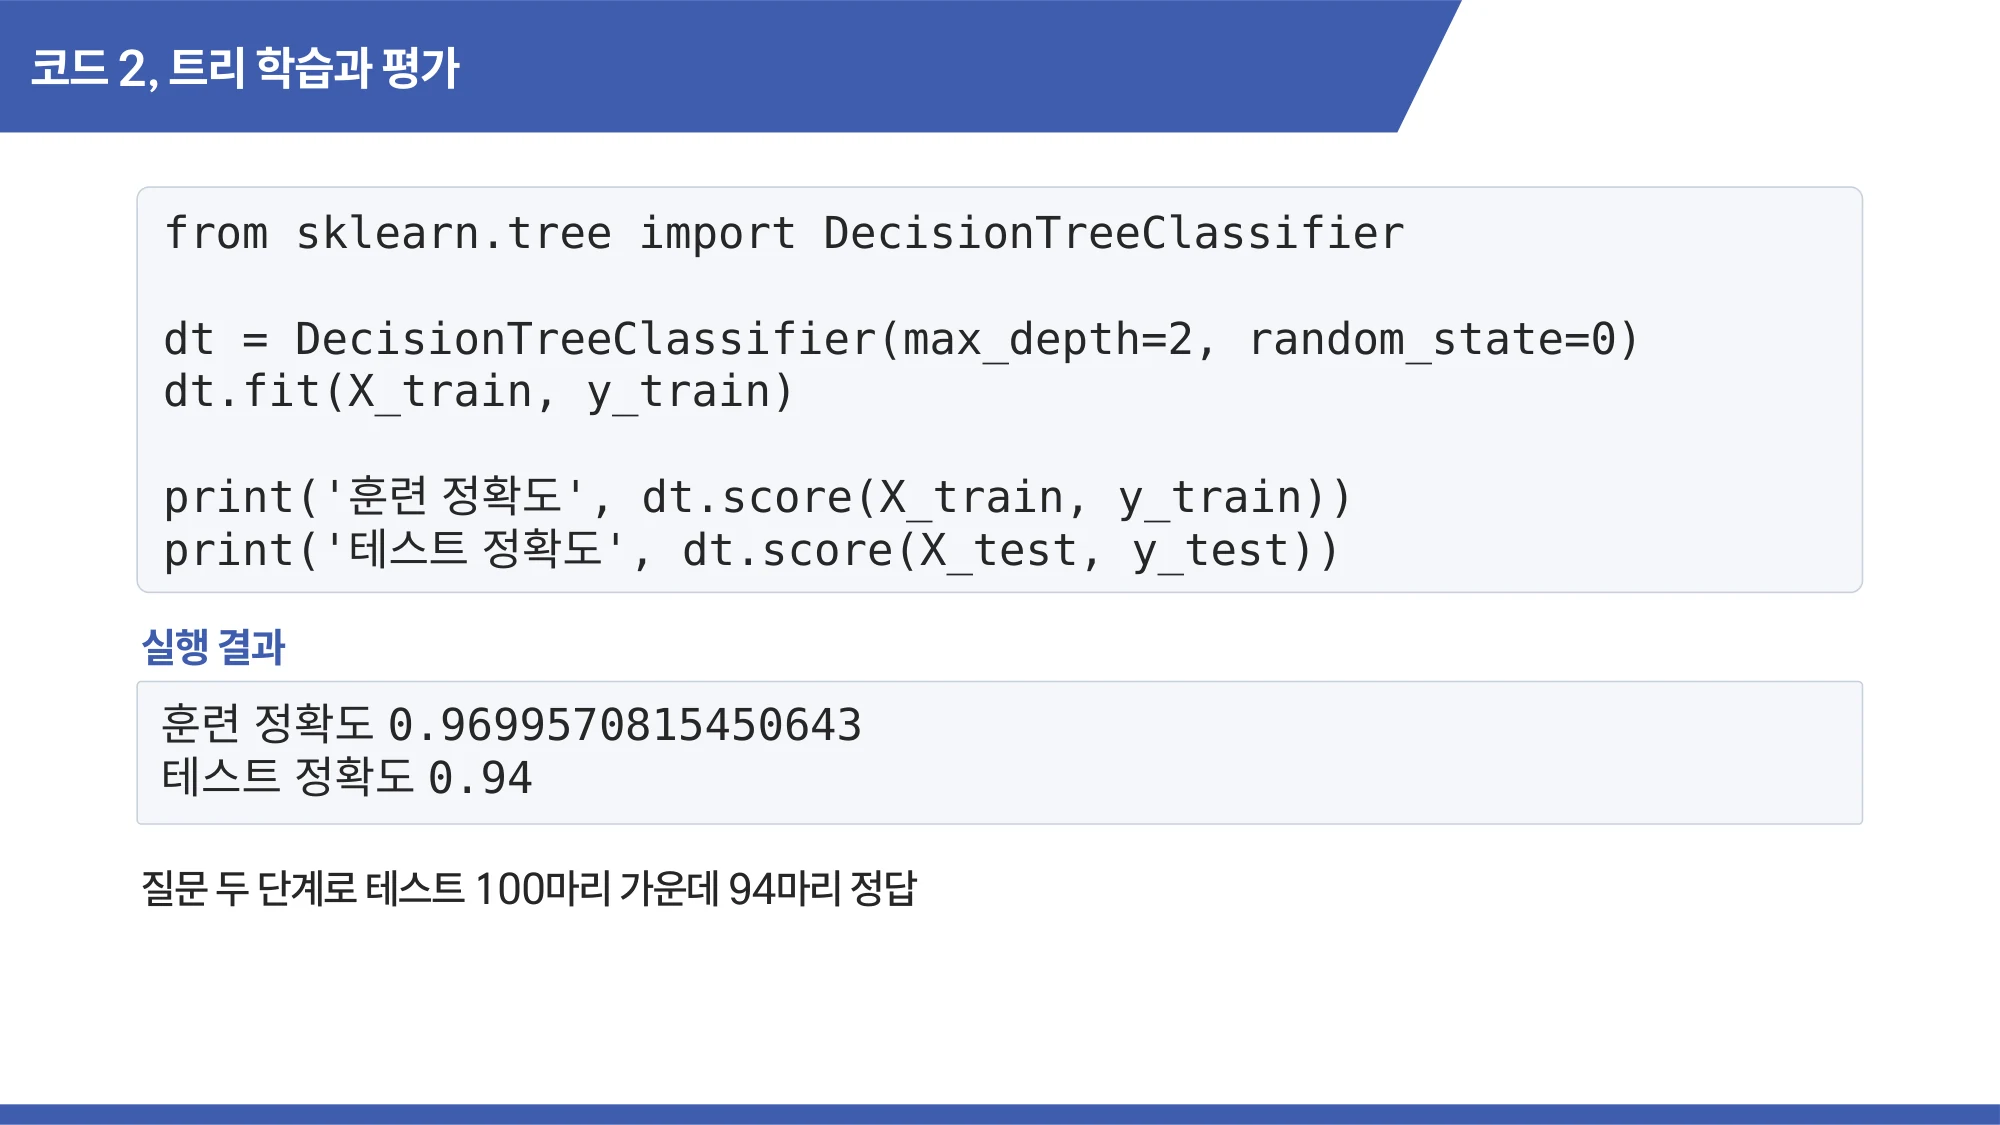 코드 2, 트리 학습과 평가
from sklearn.tree import DecisionTreeClassifier
dt = DecisionTreeClassifier(max_depth=2, random_state=0)
dt.fit(X_train, y_train)
print('훈련 정확도', dt.score(X_train, y_train))
print('테스트 정확도', dt.score(X_test, y_test))
실행 결과
훈련 정확도 0.9699570815450643
테스트 정확도 0.94
질문 두 단계로 테스트 100마리 가운데 94마리 정답